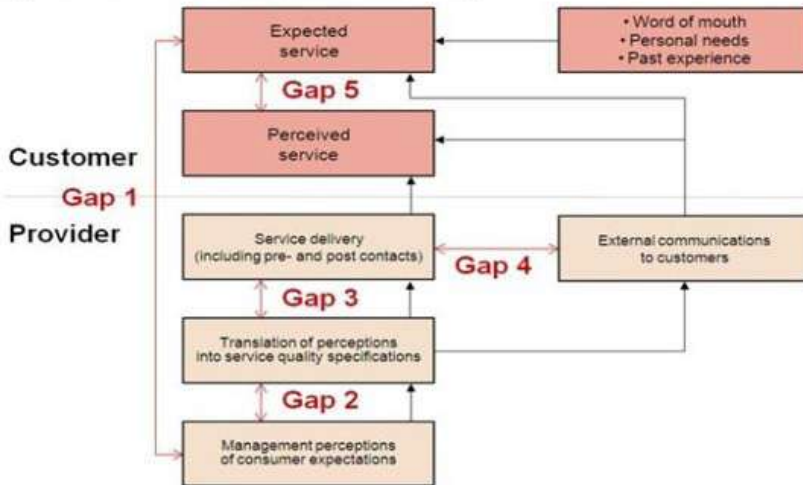 Expected
service
• Word of mouth
• Personal needs
• Past experience
Gap 5
Perceived
service
Customer
Gap 1
Provider
Service delivery
(including pre- and post contacts)
Gap 4
External communications
to customers
Gap 3
Translation of perceptions
into service quality specifications
Gap 2
Management perceptions
of consumer expectations